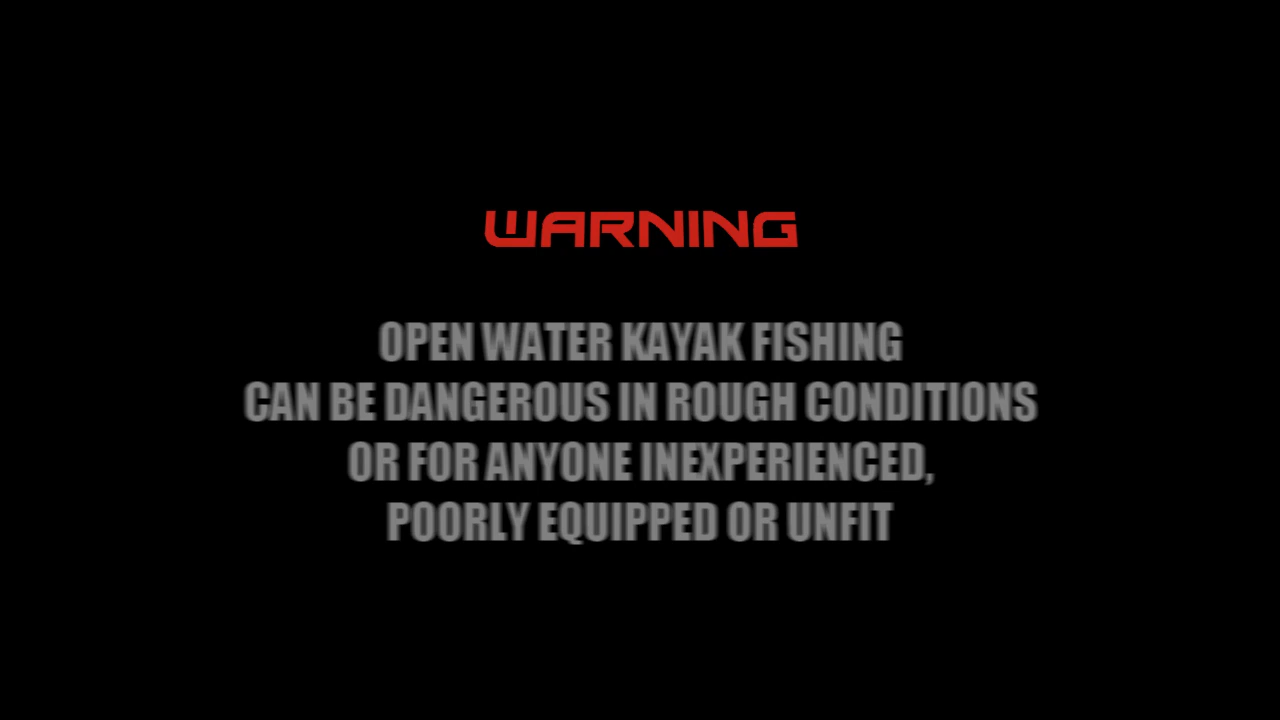 WARNING
OPEN WATER KAYAK FISHING
CAN BE DANGEROUS IN ROUGH CONDITIONS
OR FOR ANYONE INEXPERIENCED,
POORLY EQUIPPED OR UNFIT